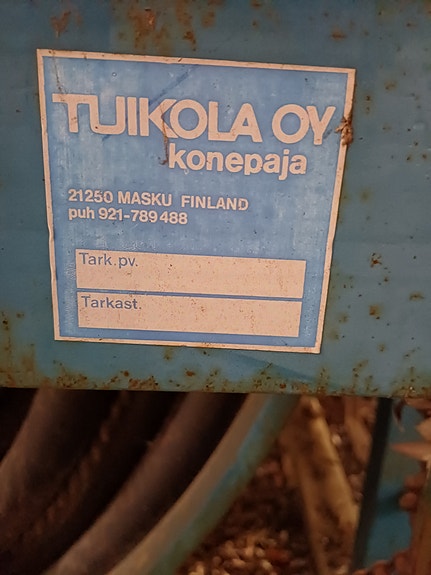 TUIKOLA OY
konepaja
21250 MASKU FINLAND
puh 921-789488
Tark.pv.
Tarkast.